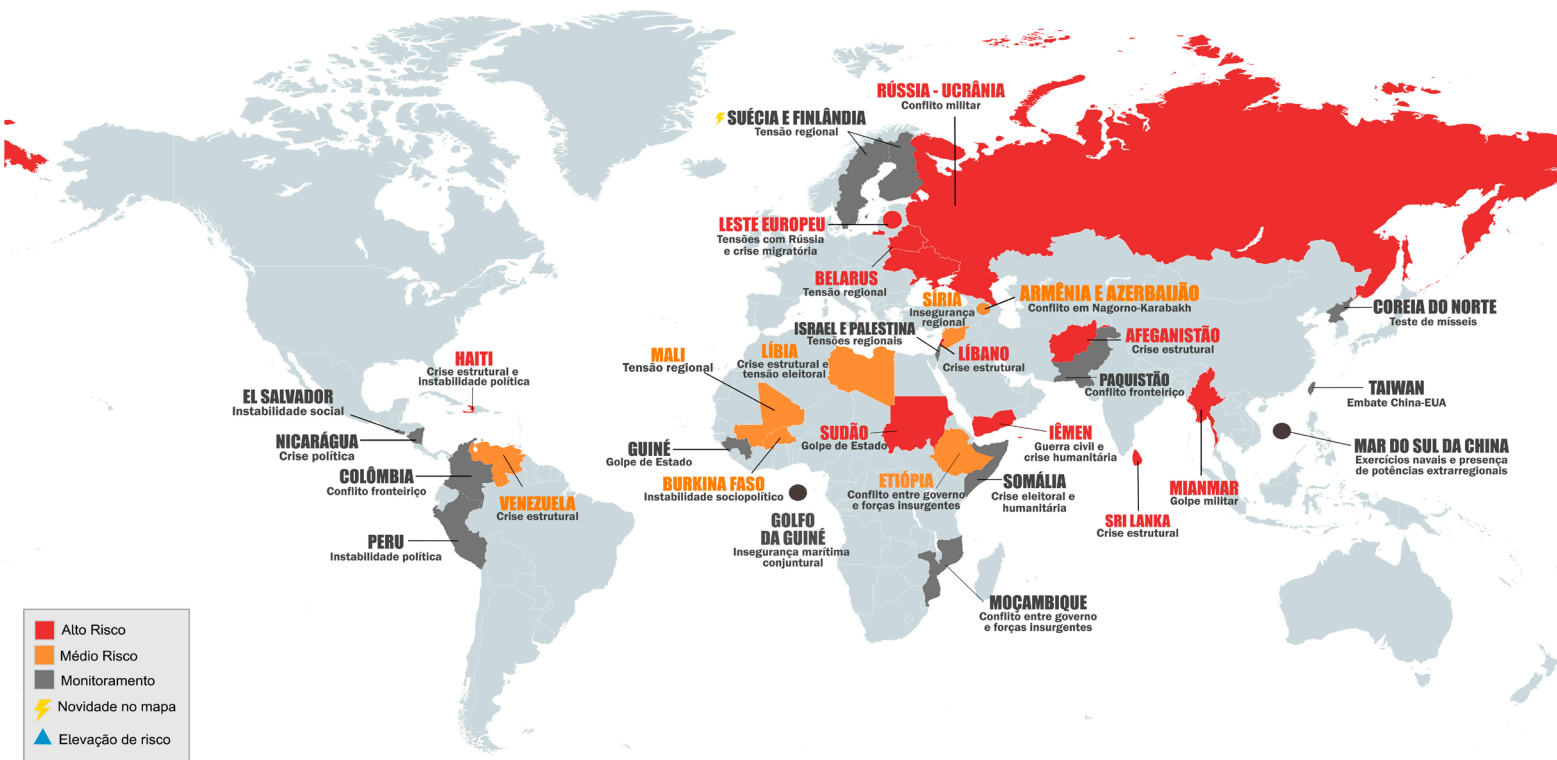 RÚSSIA - UCRÂNIA
Conflito militar
SUÉCIA E FINLÂNDIA
Tensão regional
LESTE EUROPEU
Tensões com Rússia
e crise migratória
BELARUS
Tensão regional
SÍRIA
Insegurança
regional
ARMÊNIA E AZERBAIJÃO
Conflito em Nagorno-Karabakh
COREIA DO NORTE
Teste de mísseis
ISRAEL E PALESTINA
Tensões regionais
AFEGANISTÃO
Crise estrutural
MALI
Tensão regional
LÍBIA
Crise estrutural e
tensão eleitoral
LÍBANO
Crise estrutural
HAITI
Crise estrutural e
Instabilidade política
PAQUISTÃO
Conflito fronteiriço
TAIWAN
Embate China-EUA
EL SALVADOR
Instabilidade social
NICARÁGUA
Crise política
GUINÉ
Golpe de Estado
SUDÃO
Golpe de Estado
IÊMEN
Guerra civil e
crise humanitária
MAR DO SUL DA CHINA
Exercícios navais e presença
de potências extrarregionais
COLÔMBIA
Conflito fronteiriço
VENEZUELA
Crise estrutural
BURKINA FASO
Instabilidade sociopolítico
ETIÓPIA
Conflito entre governo
e forças insurgentes
SOMÁLIA
Crise eleitoral e
humanitária
MIANMAR
Golpe militar
SRI LANKA
Crise estrutural
PERU
Instabilidade política
GOLFO
DA GUINÉ
Insegurança marítima
conjuntural
MOÇAMBIQUE
Conflito entre governo
e forças insurgentes
Alto Risco
Médio Risco
Monitoramento
Novidade no mapa
Elevação de risco